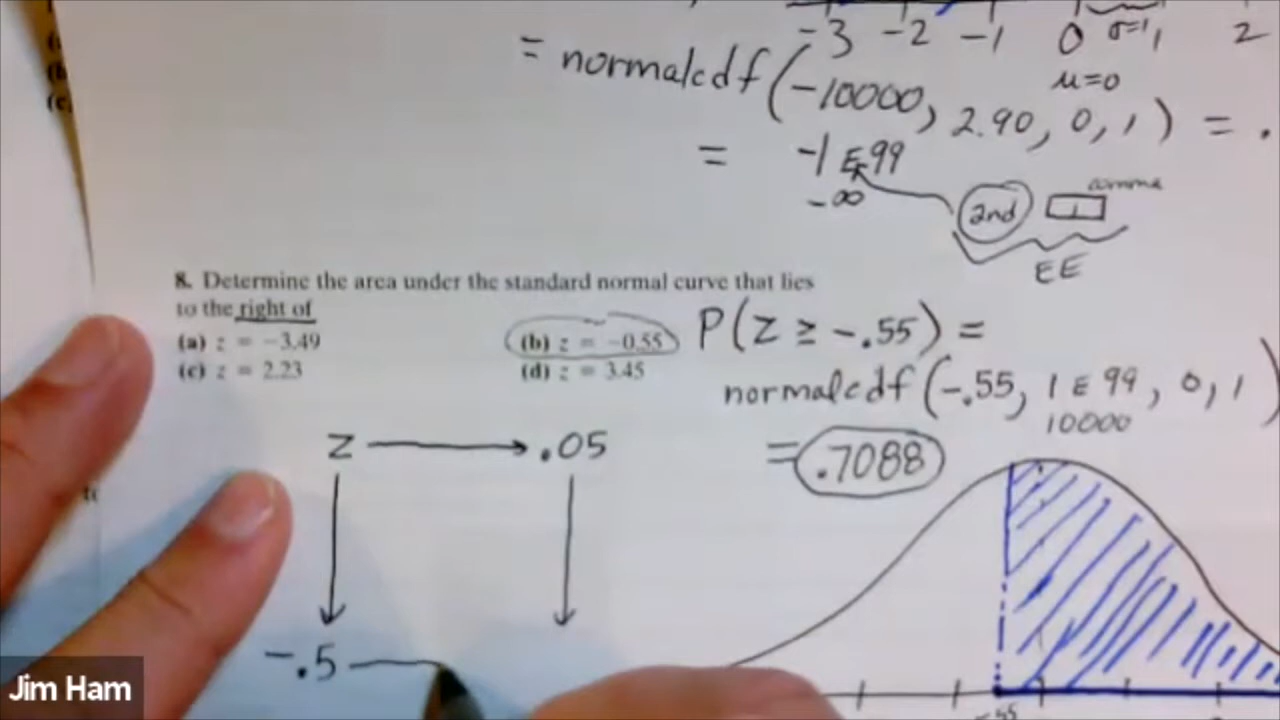 -3 -2 -1 0 σ=1 2
μ=0
= normalcdf(-10000, 2.90, 0, 1) = .
= -1 E 99
-∞
2nd , comma
EE
8. Determine the area under the standard normal curve that lies
to the right of
(a) z = -3.49 (b) z = -0.55
(c) z = 2.23 (d) z = 3.45
P(Z ≥ -.55) =
normalcdf(-.55, 1 E 99, 0, 1)
10000
= .7088
Z .05
-.5
-.55
Jim Ham